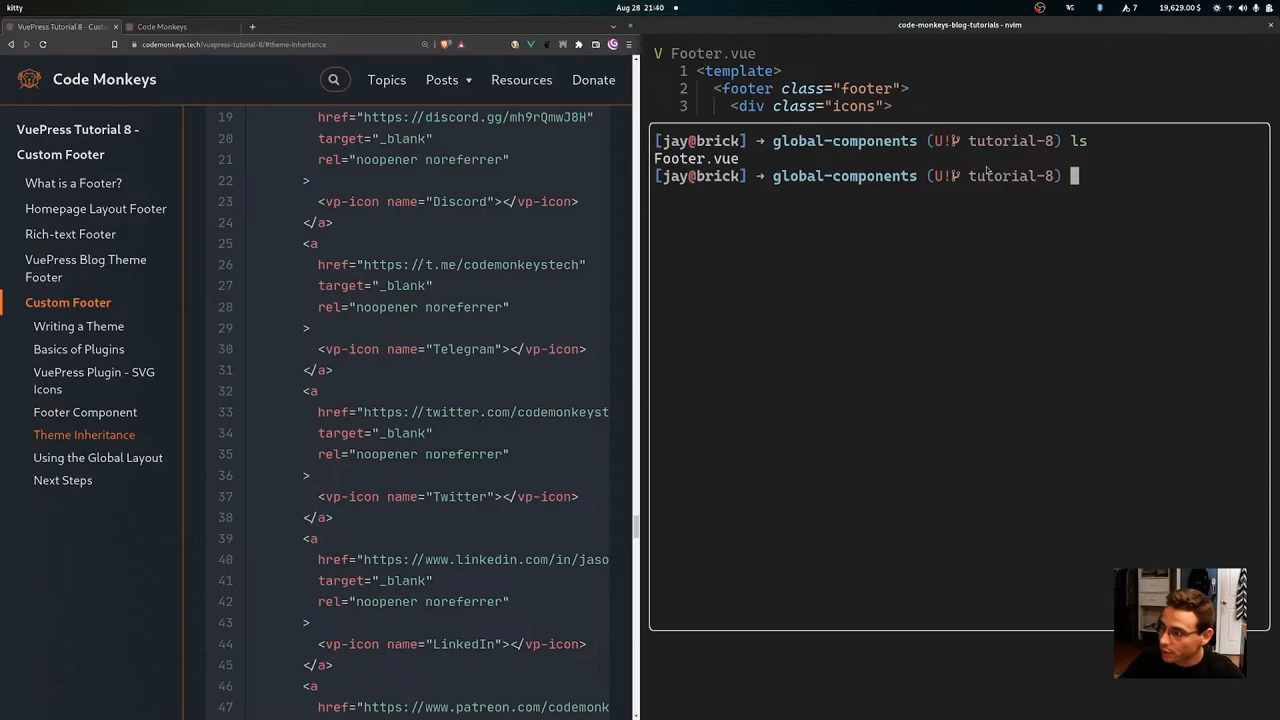 kitty
Aug 28 21:40
7
19,629.00
VuePress Tutorial 8 - Custo
Code Monkeys
codemonkeys.tech/vuepress-tutorial-8/#theme-inheritance
Code Monkeys
Topics
Posts
Resources
Donate
VuePress Tutorial 8 -
Custom Footer
What is a Footer?
Homepage Layout Footer
Rich-text Footer
VuePress Blog Theme
Footer
Custom Footer
Writing a Theme
Basics of Plugins
VuePress Plugin - SVG
Icons
Footer Component
Theme Inheritance
Using the Global Layout
Next Steps
19 href="https://discord.gg/mh9rQmwJ8H"
20 target="_blank"
21 rel="noopener noreferrer"
22 >
23 <vp-icon name="Discord"></vp-icon>
24 </a>
25 <a
26 href="https://t.me/codemonkeystech"
27 target="_blank"
28 rel="noopener noreferrer"
29 >
30 <vp-icon name="Telegram"></vp-icon>
31 </a>
32 <a
33 href="https://twitter.com/codemonkeyst
34 target="_blank"
35 rel="noopener noreferrer"
36 >
37 <vp-icon name="Twitter"></vp-icon>
38 </a>
39 <a
40 href="https://www.linkedin.com/in/jaso
41 target="_blank"
42 rel="noopener noreferrer"
43 >
44 <vp-icon name="LinkedIn"></vp-icon>
45 </a>
46 <a
47 href="https://www.patreon.com/codemonk
code-monkeys-blog-tutorials - nvim
V Footer.vue
1 <template>
2 <footer class="footer">
3 <div class="icons">
[jay@brick] → global-components (U! tutorial-8) ls
Footer.vue
[jay@brick] → global-components (U! tutorial-8)